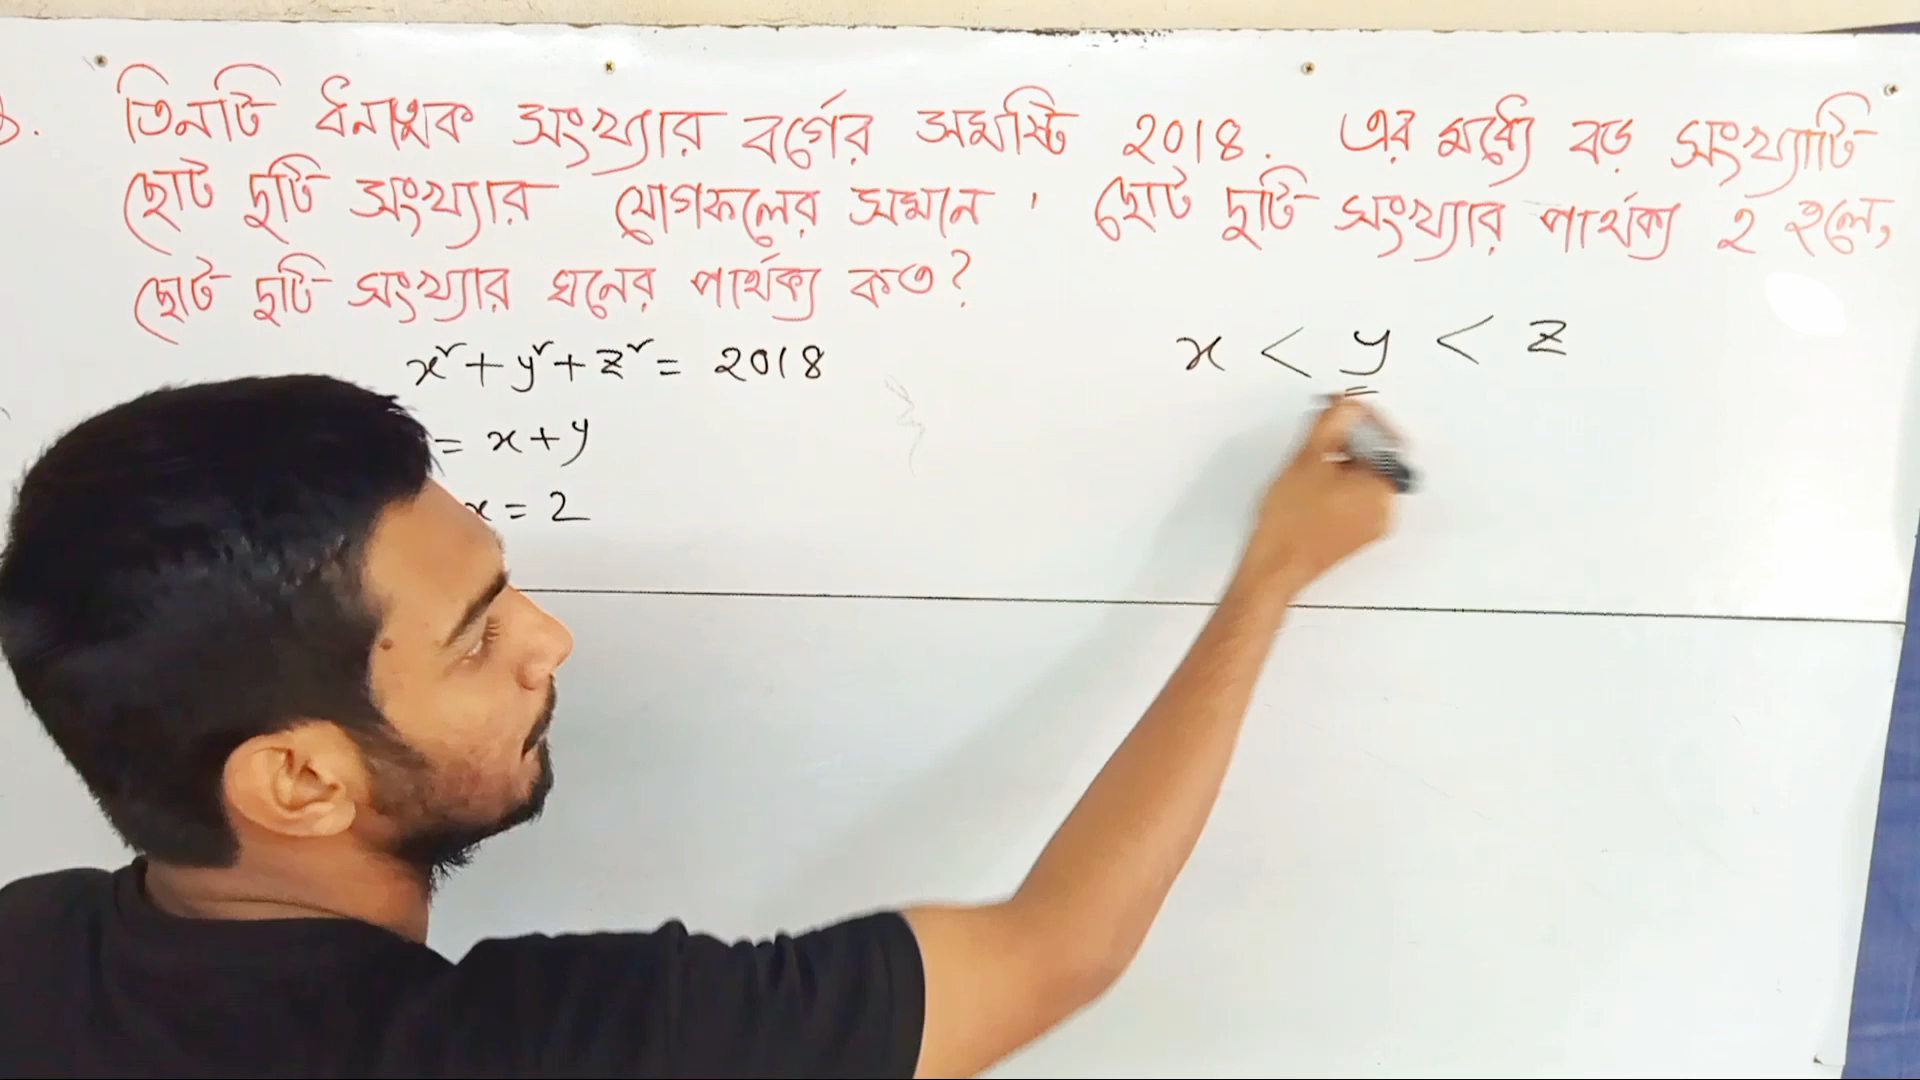 তিনটি ধনাত্মক সংখ্যার বর্গের সমষ্টি ২০১৪. এর মধ্যে বড় সংখ্যাটি
ছোট দুটি সংখ্যার যোগফলের সমান , ছোট দুটি সংখ্যার পার্থক্য ২ হলে,
ছোট দুটি সংখ্যার ঘনের পার্থক্য কত?
x² + y² + z² = ২০১৪
x < y < z
= x + y
x = 2